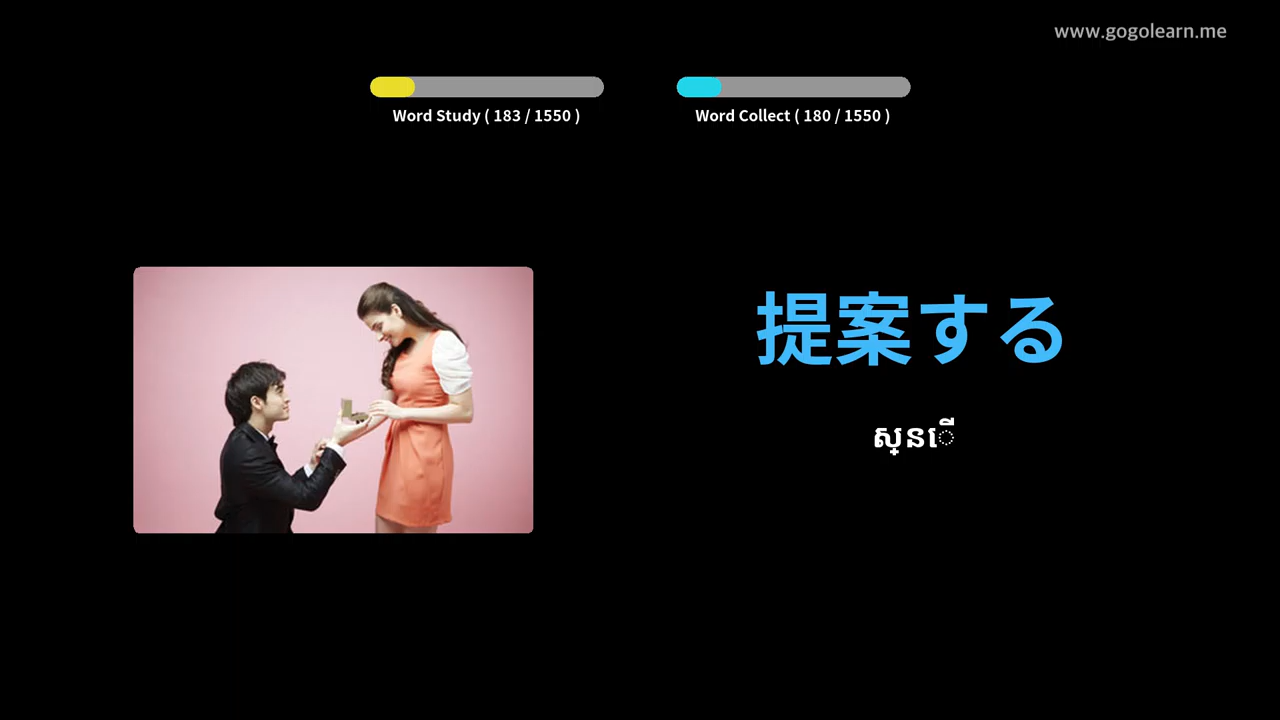 www.gogolearn.me
Word Study ( 183 / 1550 )
Word Collect ( 180 / 1550 )
提案する
ស្នើ